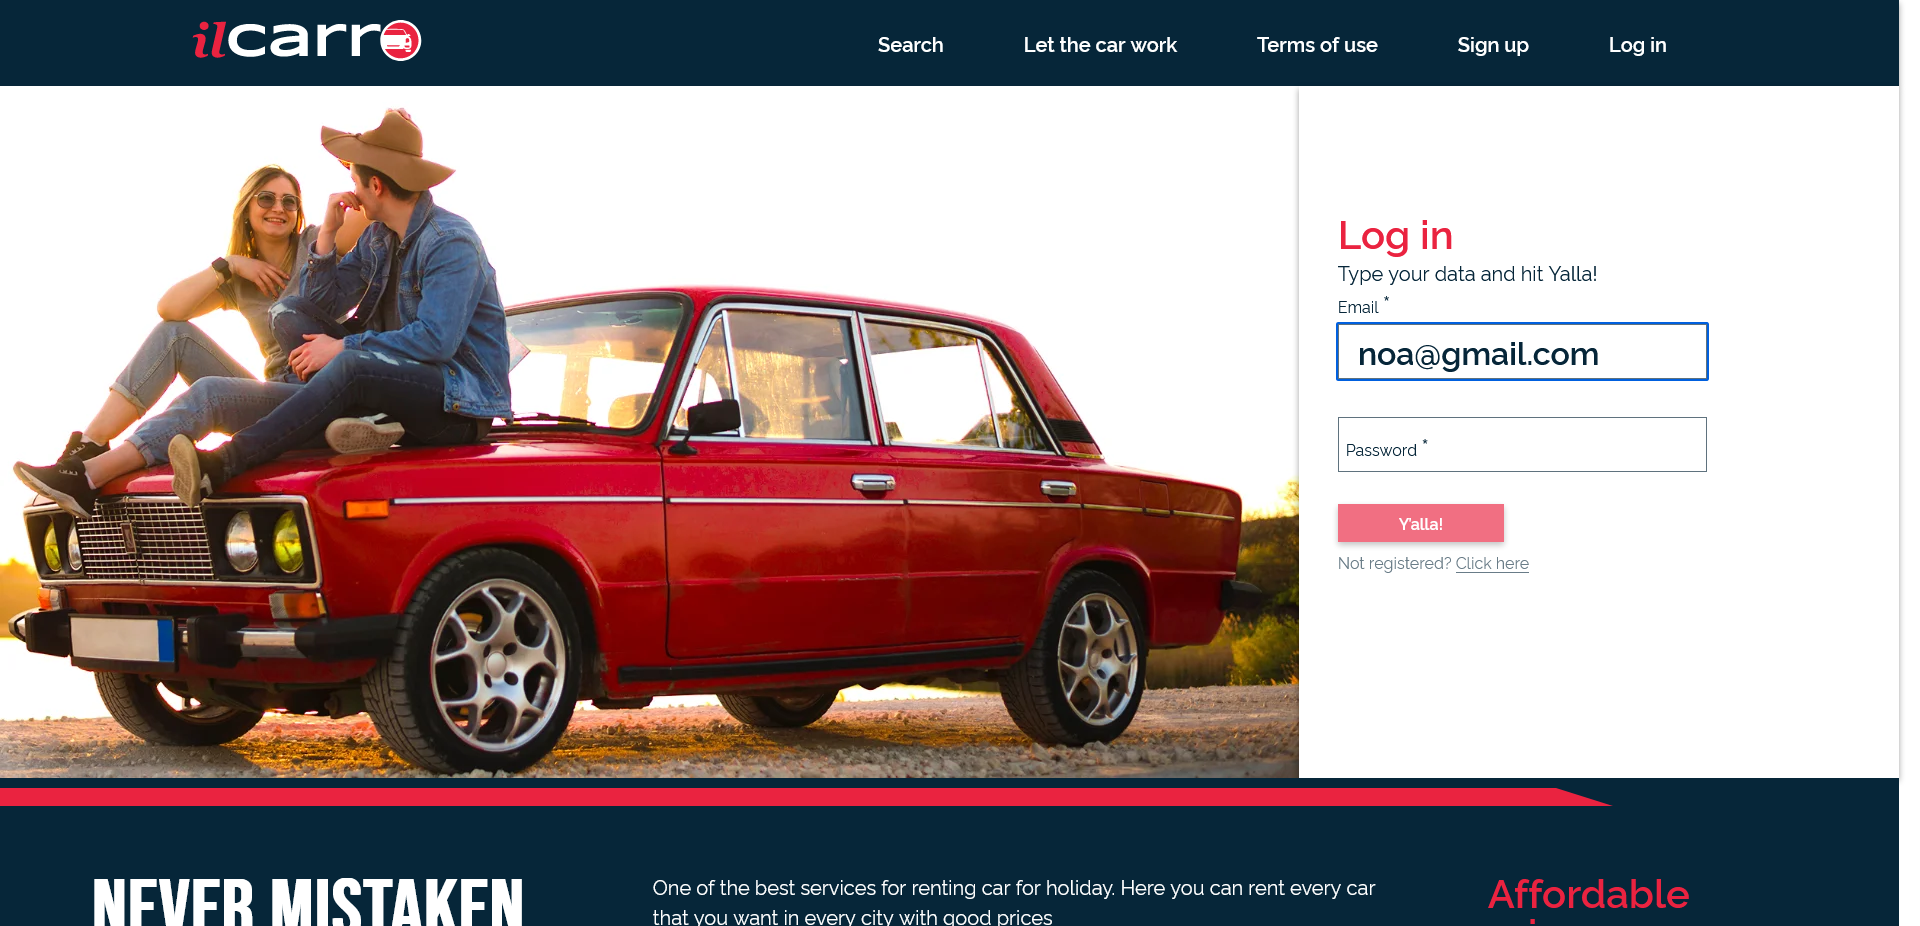 ilcarro
Search
Let the car work
Terms of use
Sign up
Log in
Log in
Type your data and hit Yalla!
Email *
noa@gmail.com
Password *
Y'alla!
Not registered? Click here
NEVER MISTAKEN
One of the best services for renting car for holiday. Here you can rent every car
that you want in every city with good prices
Affordable